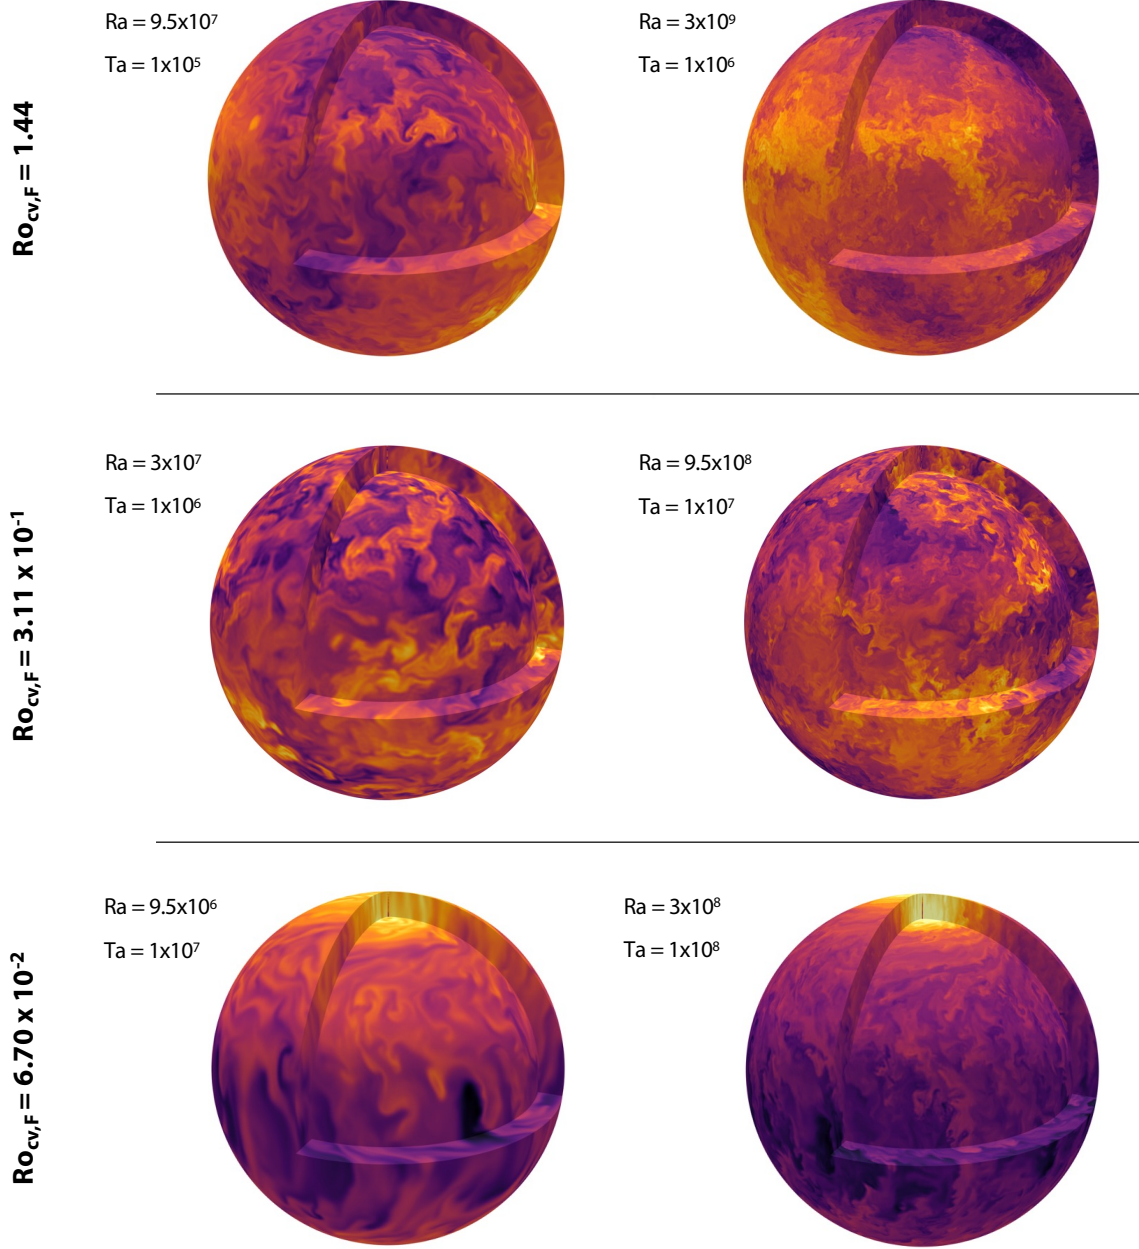 Ro_cv,F = 1.44
Ra = 9.5x10⁷
Ta = 1x10⁵
Ra = 3x10⁹
Ta = 1x10⁶
Ro_cv,F = 3.11 x 10⁻¹
Ra = 3x10⁷
Ta = 1x10⁶
Ra = 9.5x10⁸
Ta = 1x10⁷
Ro_cv,F = 6.70 x 10⁻²
Ra = 9.5x10⁶
Ta = 1x10⁷
Ra = 3x10⁸
Ta = 1x10⁸